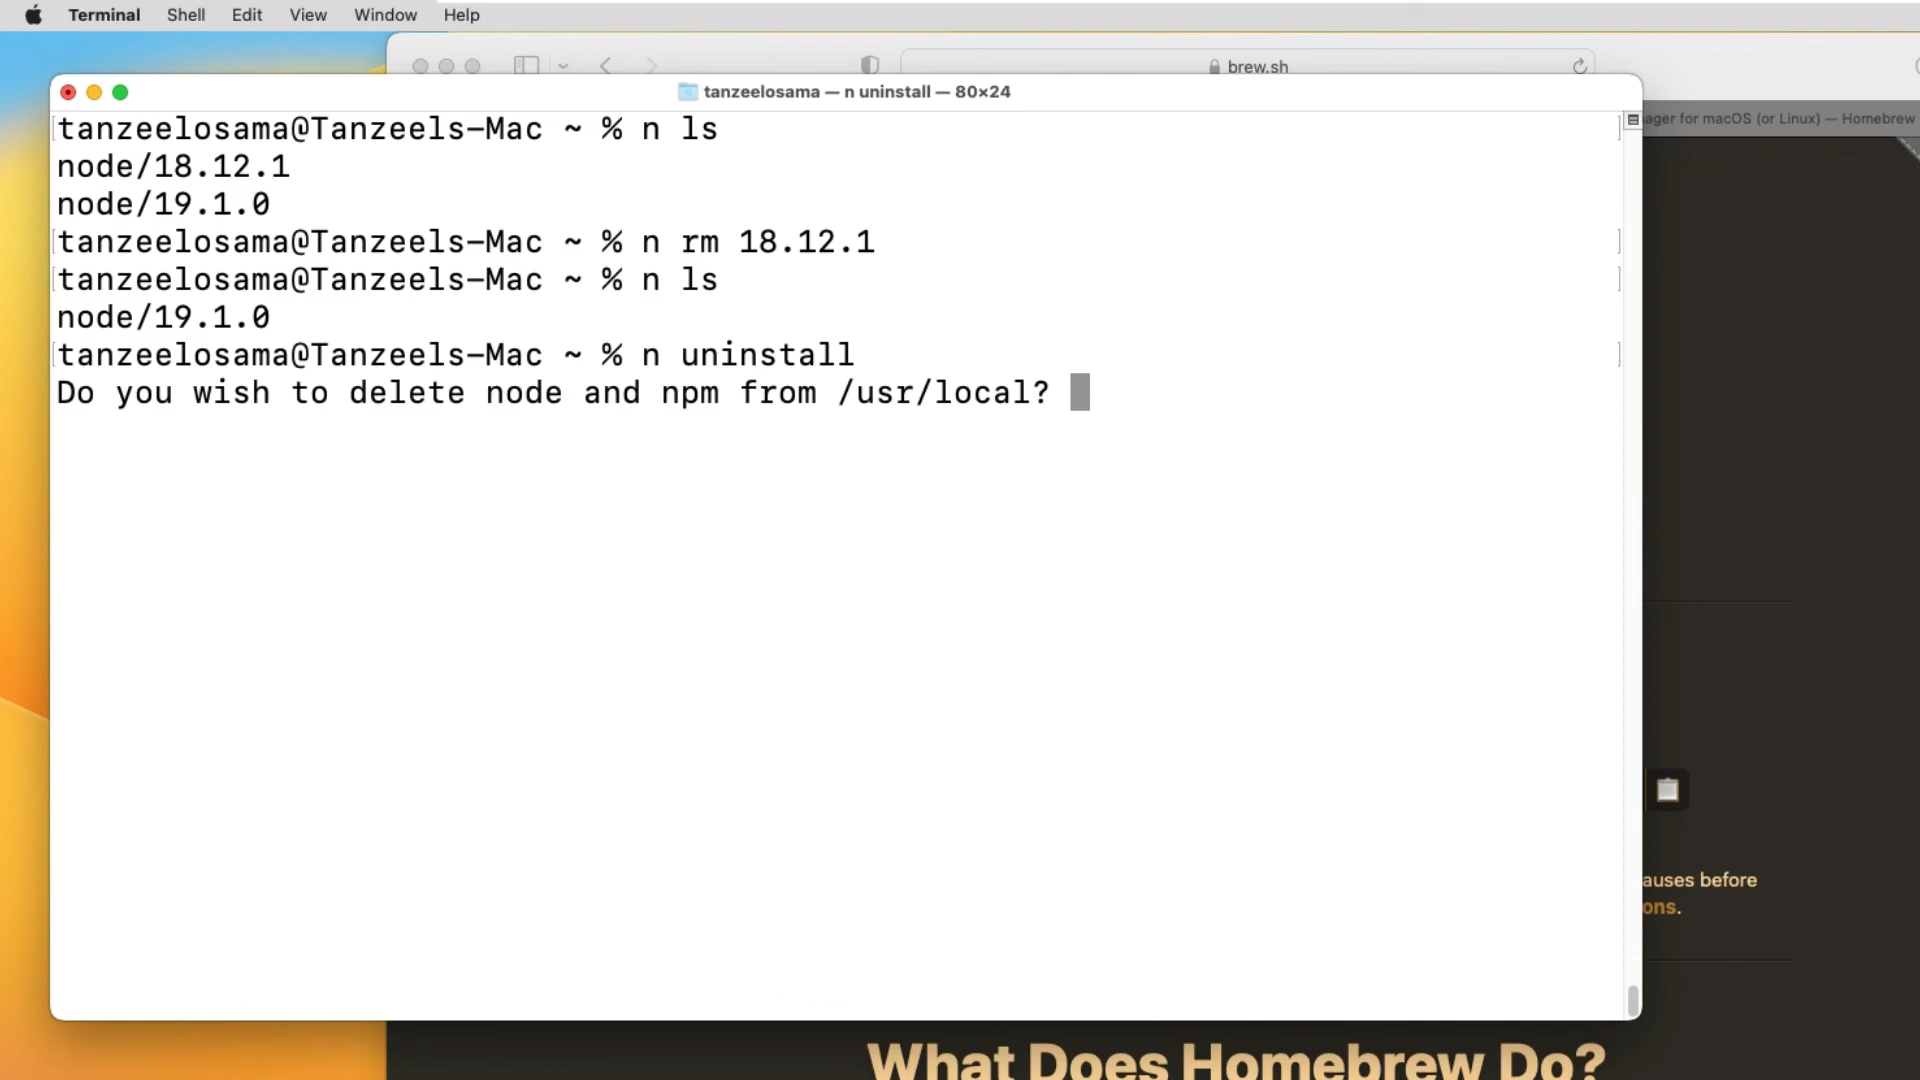 Terminal Shell Edit View Window Help
brew.sh
tanzeelosama — n uninstall — 80×24
ager for macOS (or Linux) — Homebrew
tanzeelosama@Tanzeels-Mac ~ % n ls
node/18.12.1
node/19.1.0
tanzeelosama@Tanzeels-Mac ~ % n rm 18.12.1
tanzeelosama@Tanzeels-Mac ~ % n ls
node/19.1.0
tanzeelosama@Tanzeels-Mac ~ % n uninstall
Do you wish to delete node and npm from /usr/local?
auses before
ons.
What Does Homebrew Do?